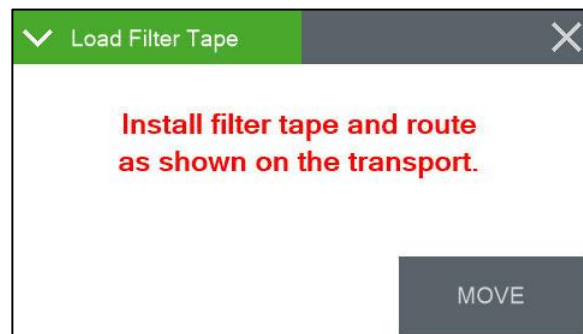 Load Filter Tape
Install filter tape and route
as shown on the transport.
MOVE